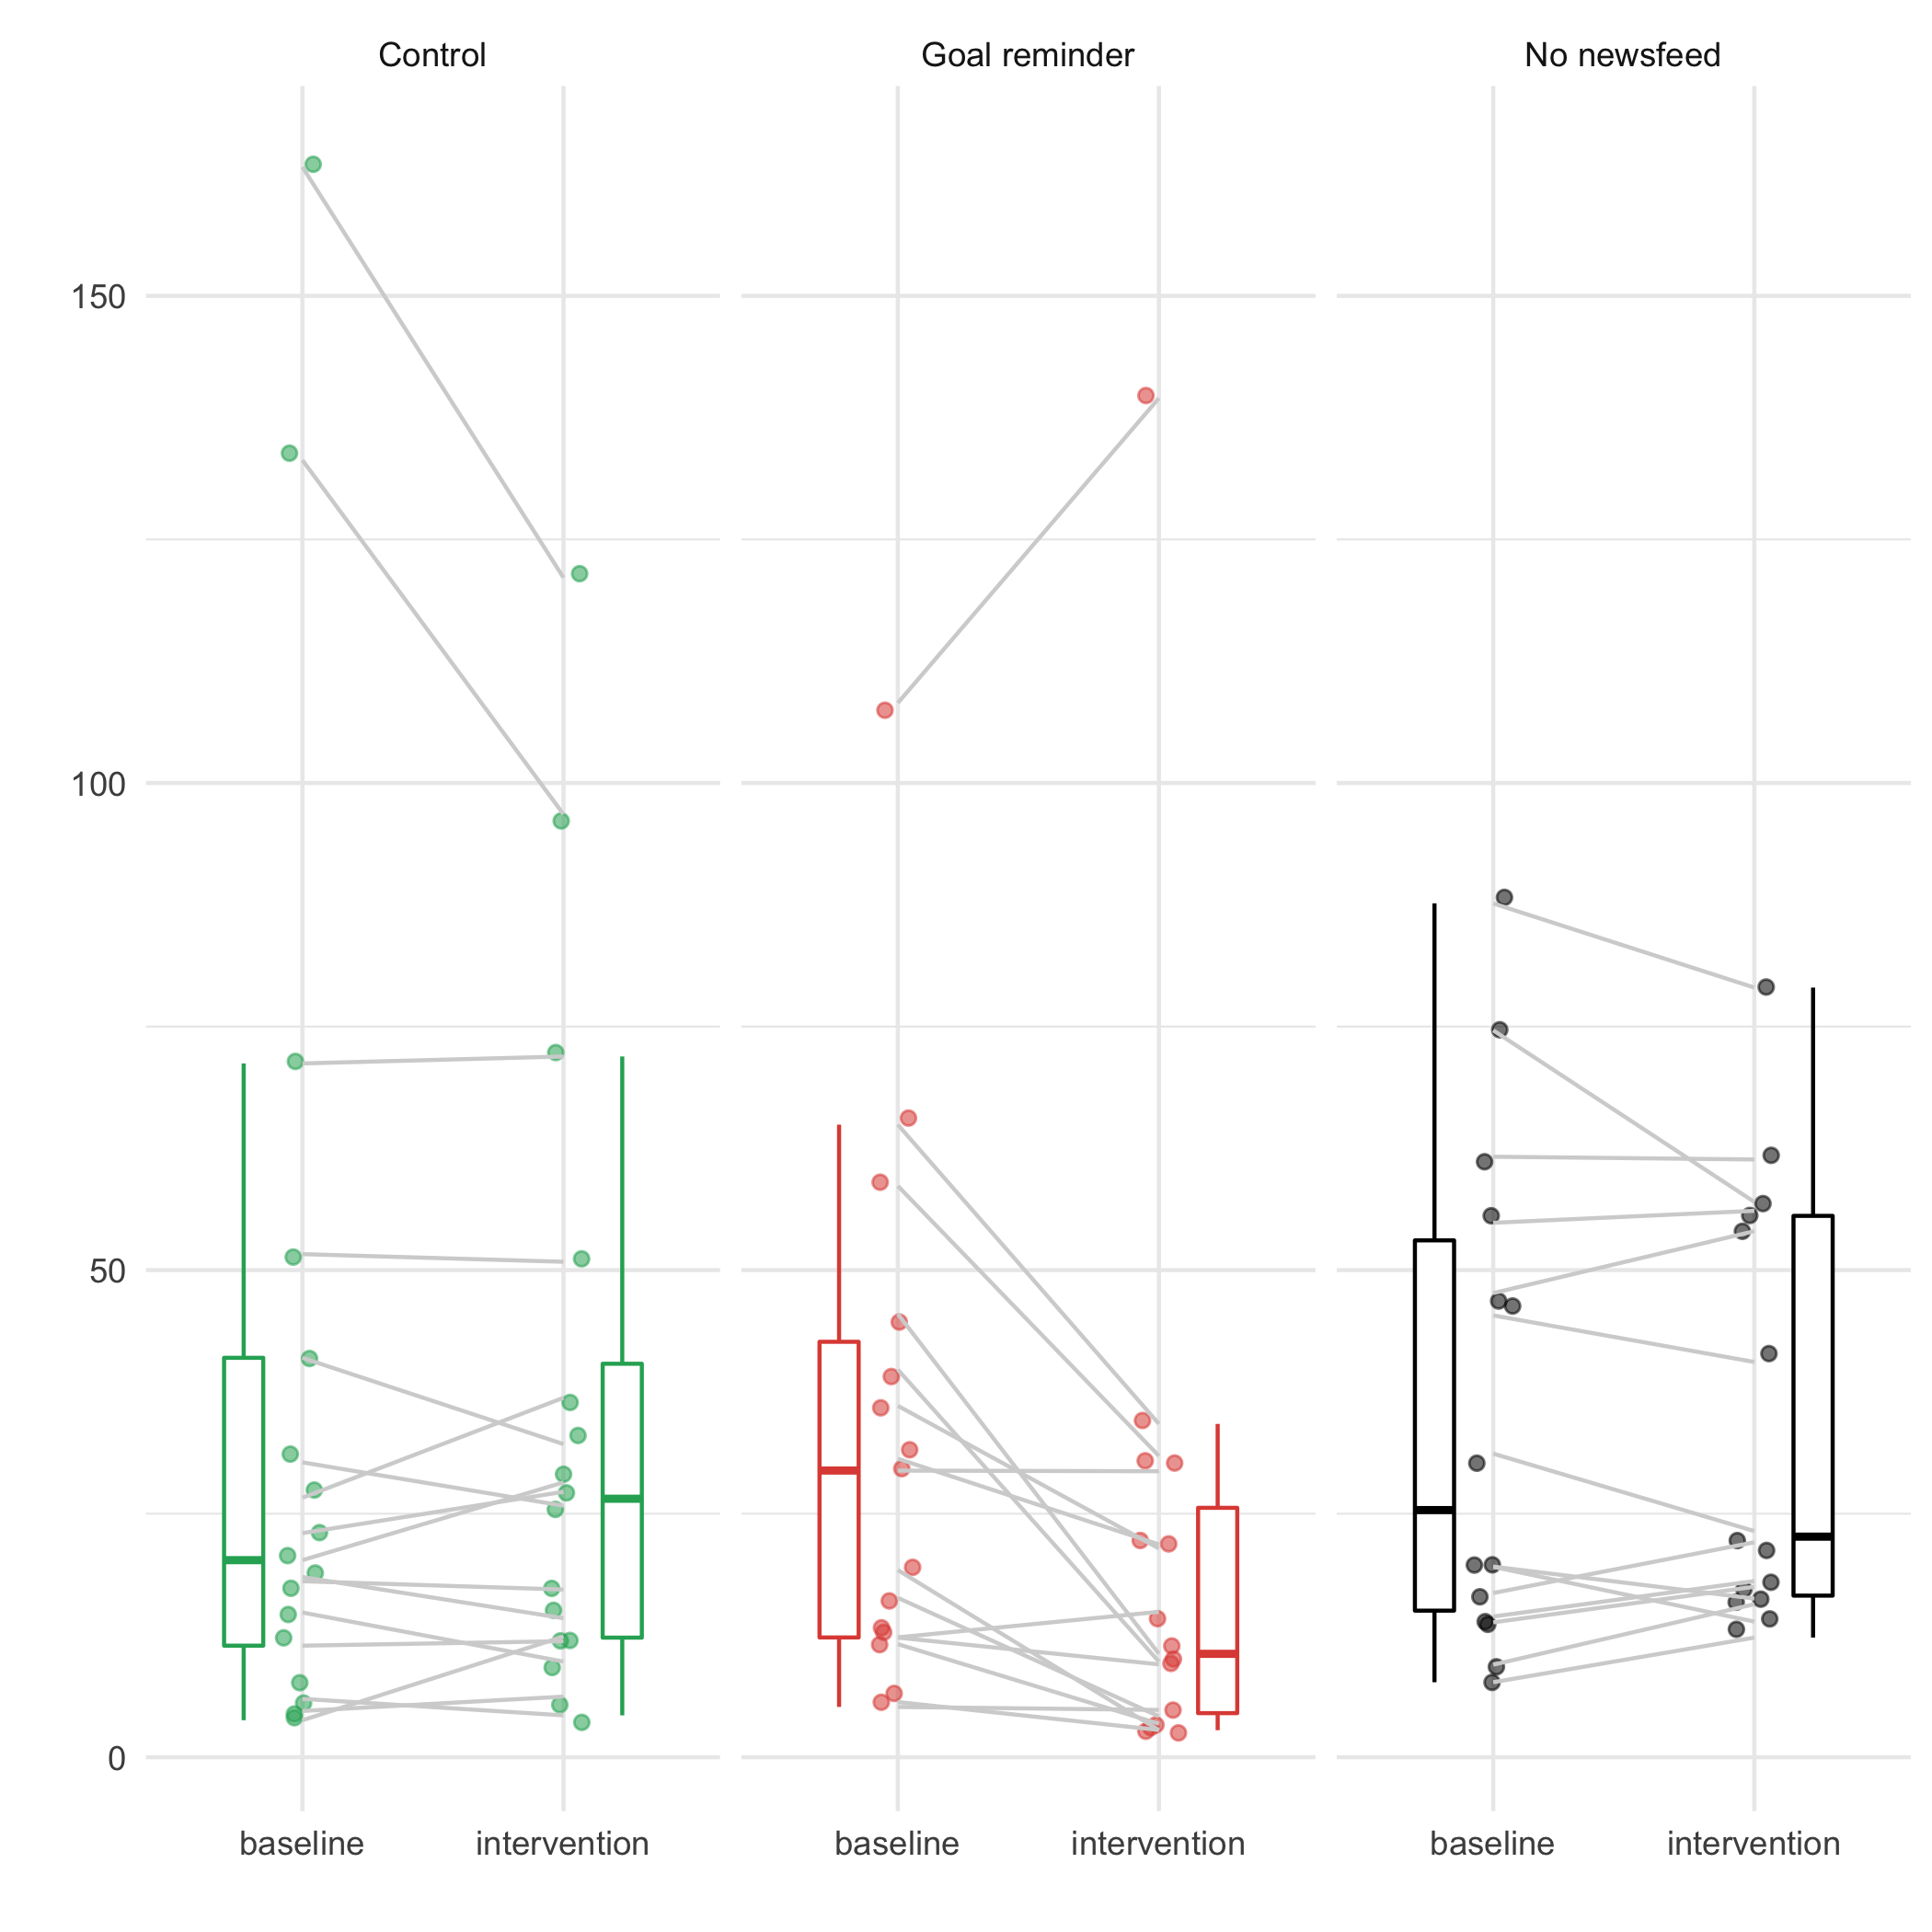 Control Goal reminder No newsfeed
150
100
50
0
baseline intervention baseline intervention baseline intervention